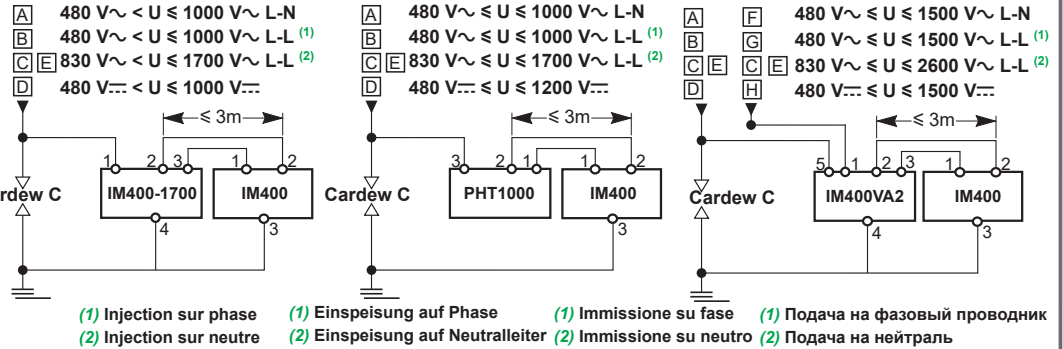 A 480 V~ < U ≤ 1000 V~ L-N
B 480 V~ < U ≤ 1000 V~ L-L (1)
C E 830 V~ < U ≤ 1700 V~ L-L (2)
D 480 V⎓ < U ≤ 1000 V⎓
≤ 3m
1 2 3 1 2
rdew C IM400-1700 IM400
4 3
A 480 V~ ≤ U ≤ 1000 V~ L-N
B 480 V~ ≤ U ≤ 1000 V~ L-L (1)
C E 830 V~ ≤ U ≤ 1700 V~ L-L (2)
D 480 V⎓ ≤ U ≤ 1200 V⎓
≤ 3m
3 2 1 1 2
Cardew C PHT1000 IM400
3
A F 480 V~ ≤ U ≤ 1500 V~ L-N
B G 480 V~ ≤ U ≤ 1500 V~ L-L (1)
C E C E 830 V~ ≤ U ≤ 2600 V~ L-L (2)
D H 480 V⎓ ≤ U ≤ 1500 V⎓
≤ 3m
5 1 2 3 1 2
Cardew C IM400VA2 IM400
4 3
(1) Injection sur phase
(2) Injection sur neutre
(1) Einspeisung auf Phase
(2) Einspeisung auf Neutralleiter
(1) Immissione su fase
(2) Immissione su neutro
(1) Подача на фазовый проводник
(2) Подача на нейтраль